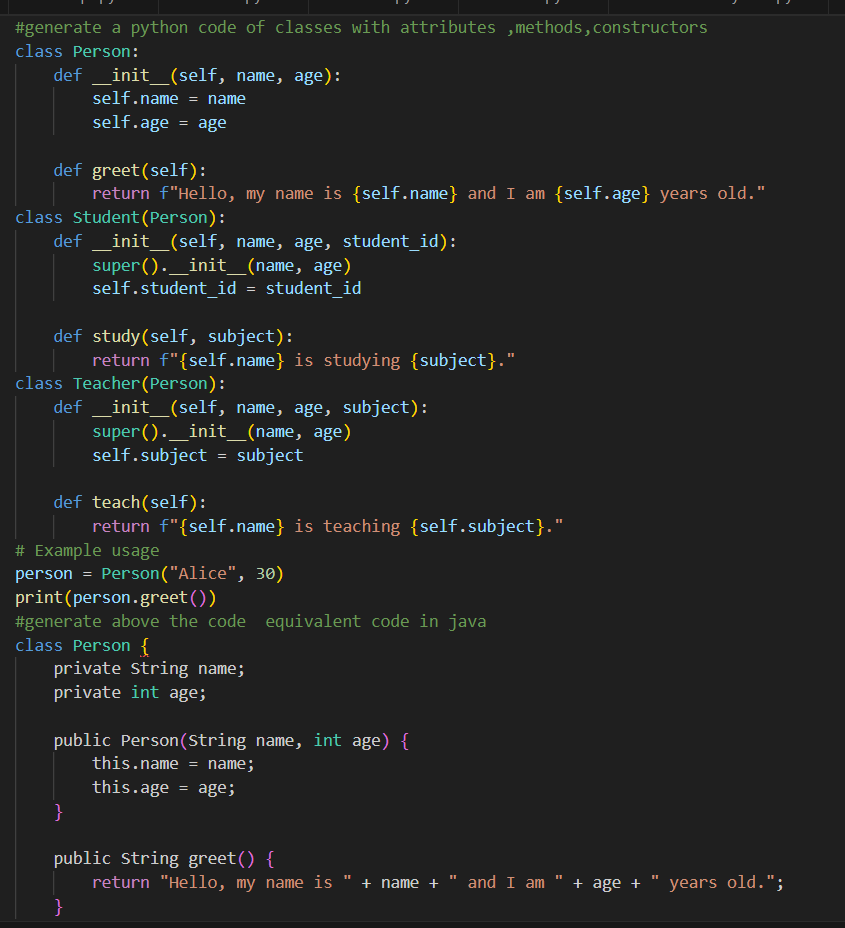 #generate a python code of classes with attributes ,methods,constructors
class Person:
    def __init__(self, name, age):
        self.name = name
        self.age = age

    def greet(self):
        return f"Hello, my name is {self.name} and I am {self.age} years old."
class Student(Person):
    def __init__(self, name, age, student_id):
        super().__init__(name, age)
        self.student_id = student_id

    def study(self, subject):
        return f"{self.name} is studying {subject}."
class Teacher(Person):
    def __init__(self, name, age, subject):
        super().__init__(name, age)
        self.subject = subject

    def teach(self):
        return f"{self.name} is teaching {self.subject}."
# Example usage
person = Person("Alice", 30)
print(person.greet())
#generate above the code  equivalent code in java
class Person {
    private String name;
    private int age;

    public Person(String name, int age) {
        this.name = name;
        this.age = age;
    }

    public String greet() {
        return "Hello, my name is " + name + " and I am " + age + " years old.";
    }